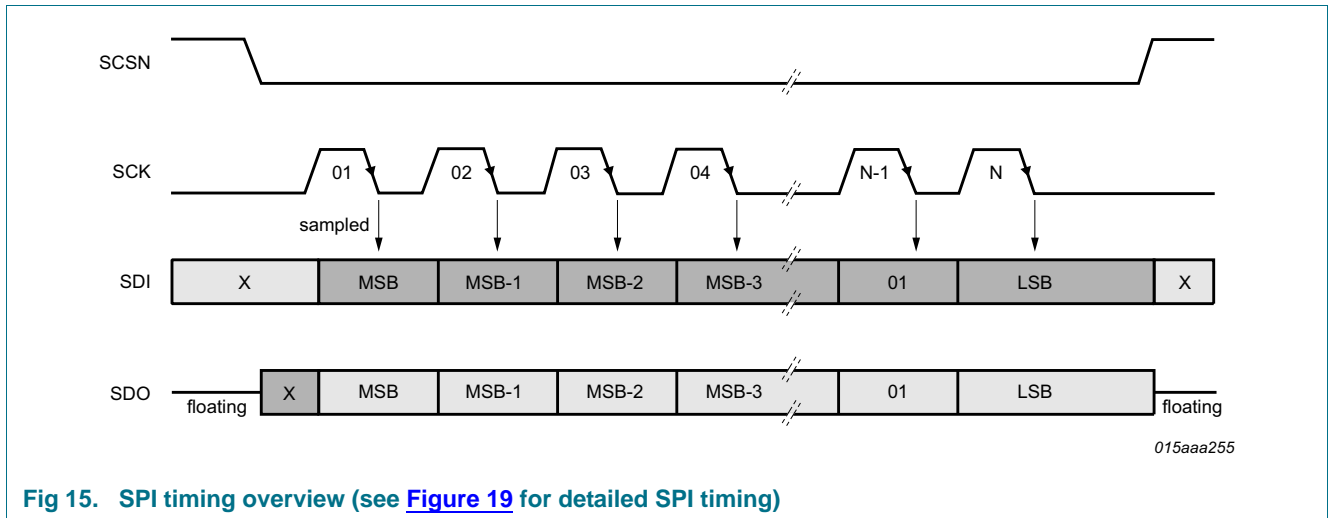 SCSN
SCK
01 02 03 04 N-1 N
sampled
SDI
X MSB MSB-1 MSB-2 MSB-3 01 LSB X
SDO
floating X MSB MSB-1 MSB-2 MSB-3 01 LSB floating
015aaa255
Fig 15. SPI timing overview (see Figure 19 for detailed SPI timing)